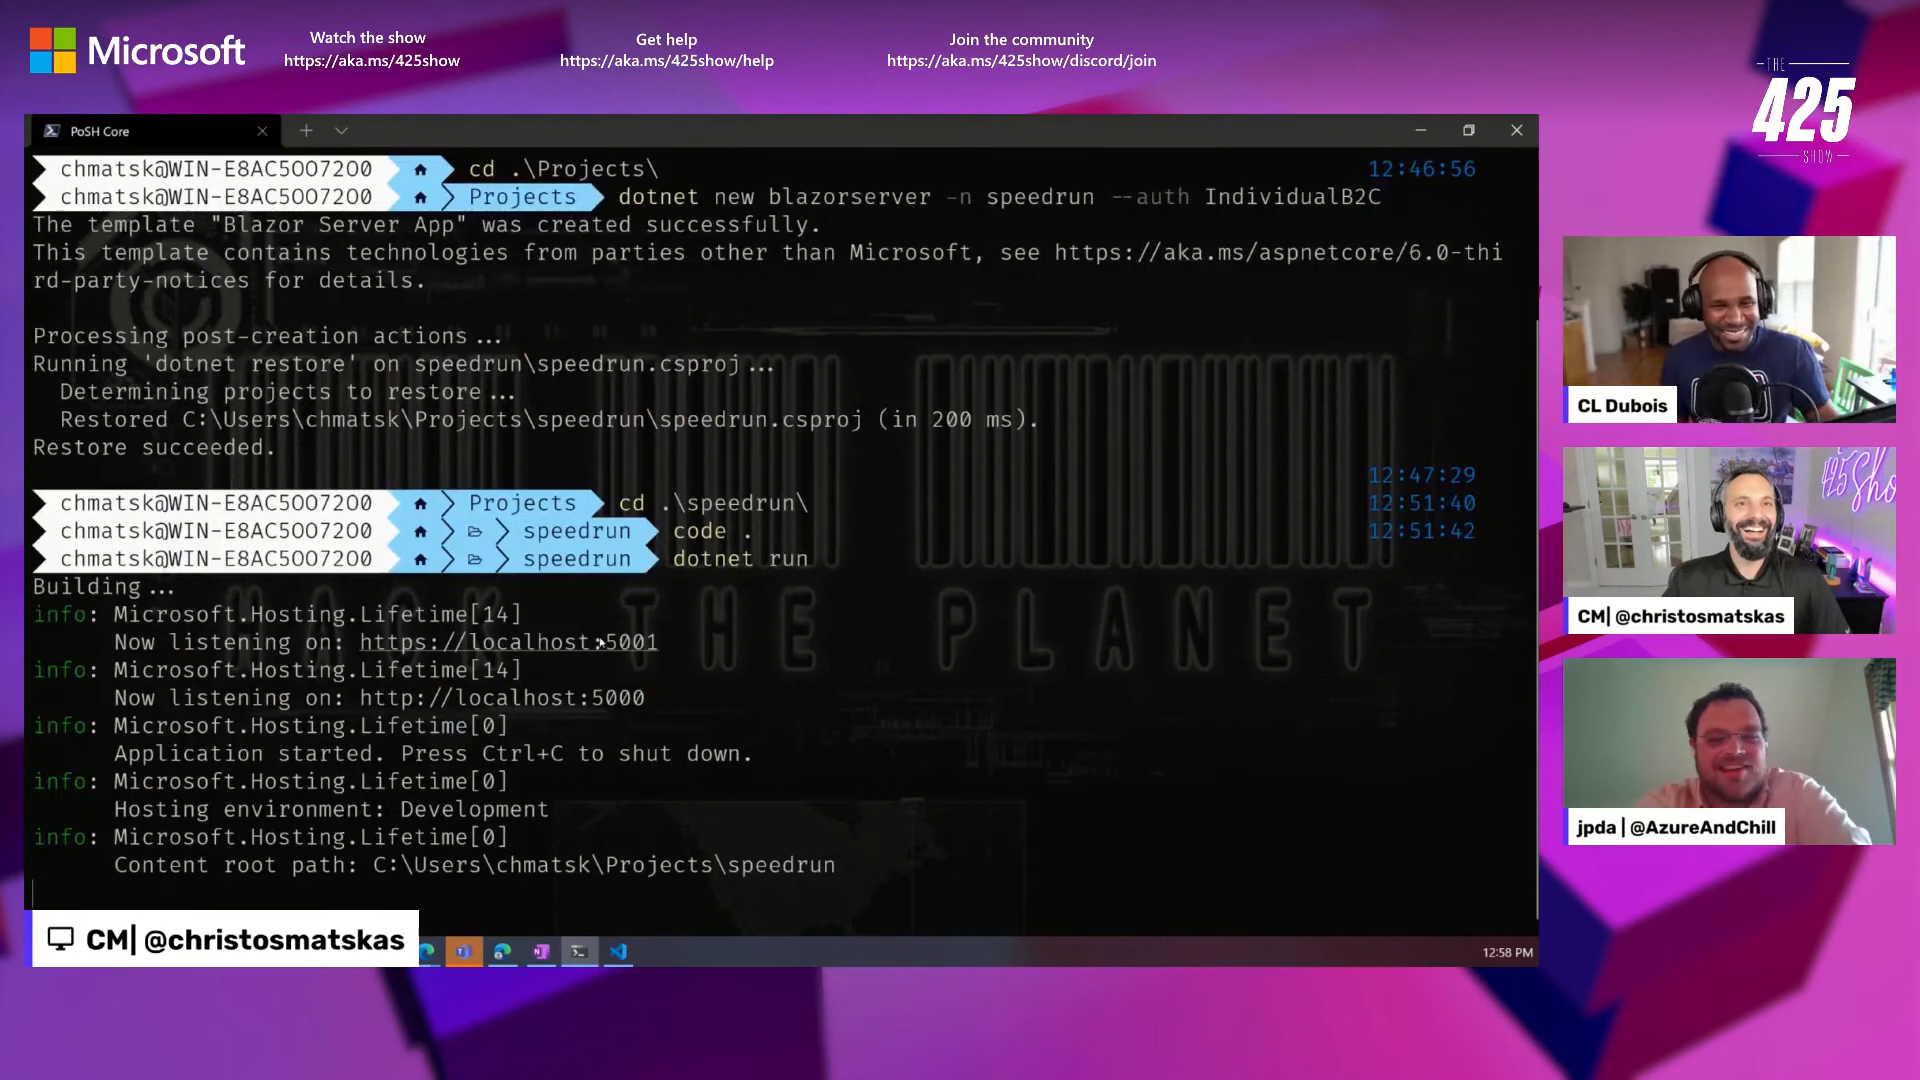 Microsoft
Watch the show
https://aka.ms/425show
Get help
https://aka.ms/425show/help
Join the community
https://aka.ms/425show/discord/join
THE
425
SHOW
PoSH Core
chmatsk@WIN-E8AC5OO72OO cd .\Projects\ 12:46:56
chmatsk@WIN-E8AC5OO72OO Projects dotnet new blazorserver -n speedrun --auth IndividualB2C
The template "Blazor Server App" was created successfully.
This template contains technologies from parties other than Microsoft, see https://aka.ms/aspnetcore/6.0-thi
rd-party-notices for details.
Processing post-creation actions...
Running 'dotnet restore' on speedrun\speedrun.csproj...
Determining projects to restore...
Restored C:\Users\chmatsk\Projects\speedrun\speedrun.csproj (in 200 ms).
Restore succeeded.
12:47:29
chmatsk@WIN-E8AC5OO72OO Projects cd .\speedrun\ 12:51:40
chmatsk@WIN-E8AC5OO72OO speedrun code . 12:51:42
chmatsk@WIN-E8AC5OO72OO speedrun dotnet run
Building...
info: Microsoft.Hosting.Lifetime[14]
Now listening on: https://localhost:5001
info: Microsoft.Hosting.Lifetime[14]
Now listening on: http://localhost:5000
info: Microsoft.Hosting.Lifetime[0]
Application started. Press Ctrl+C to shut down.
info: Microsoft.Hosting.Lifetime[0]
Hosting environment: Development
info: Microsoft.Hosting.Lifetime[0]
Content root path: C:\Users\chmatsk\Projects\speedrun
HACK THE PLANET
CM| @christosmatskas
12:58 PM
CL Dubois
425 Sho
CM| @christosmatskas
jpda | @AzureAndChill